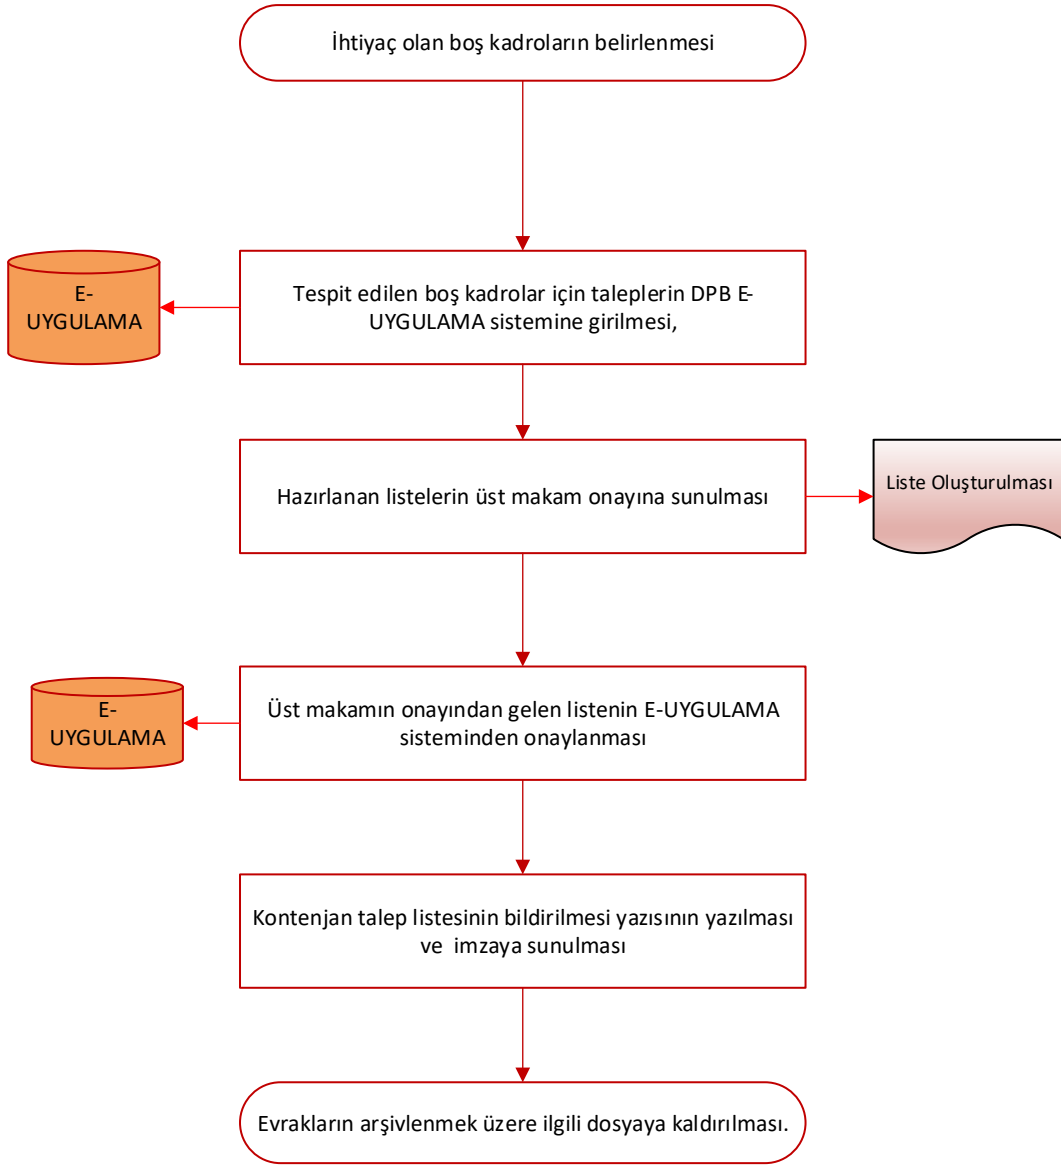 İhtiyaç olan boş kadroların belirlenmesi
E-
UYGULAMA
Tespit edilen boş kadrolar için taleplerin DPB E-
UYGULAMA sistemine girilmesi,
Hazırlanan listelerin üst makam onayına sunulması
Liste Oluşturulması
E-
UYGULAMA
Üst makamın onayından gelen listenin E-UYGULAMA
sisteminden onaylanması
Kontenjan talep listesinin bildirilmesi yazısının yazılması
ve  imzaya sunulması
Evrakların arşivlenmek üzere ilgili dosyaya kaldırılması.